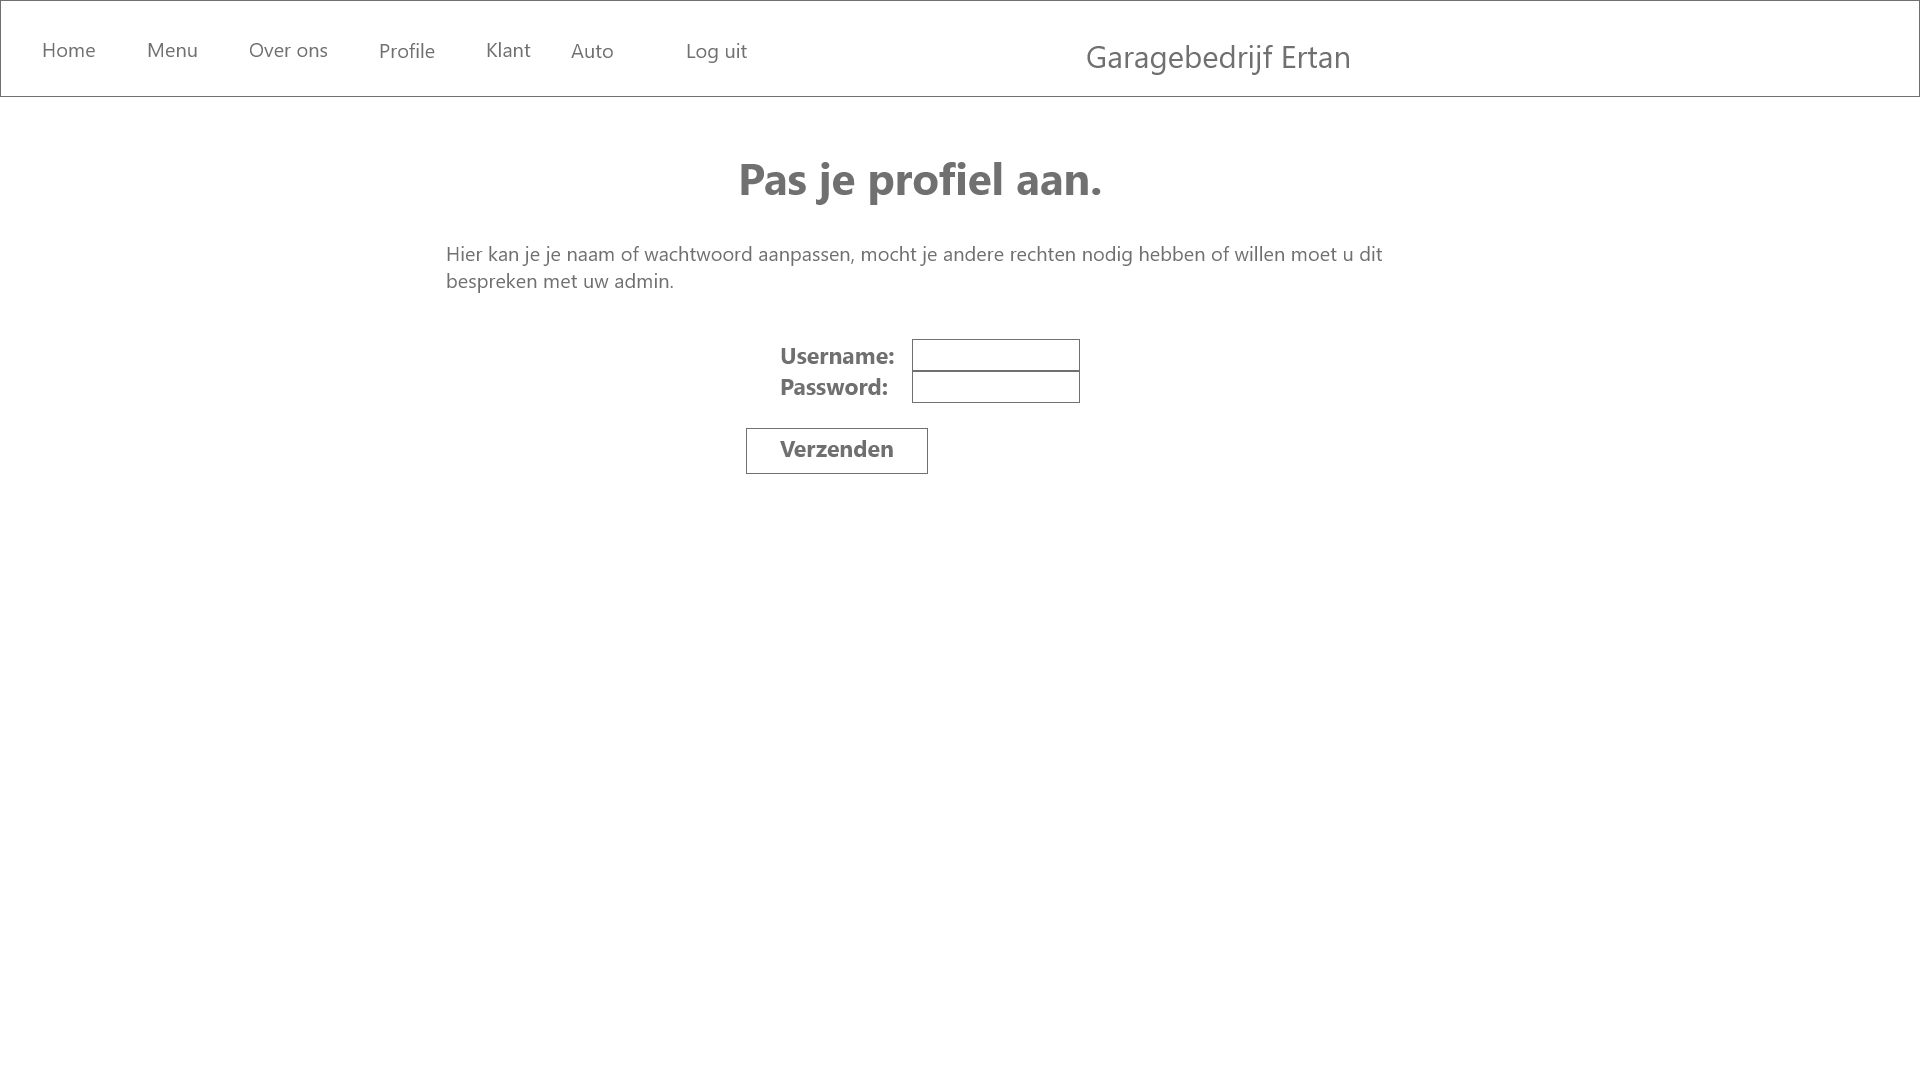 Home Menu Over ons Profile Klant Auto Log uit Garagebedrijf Ertan
Pas je profiel aan.
Hier kan je je naam of wachtwoord aanpassen, mocht je andere rechten nodig hebben of willen moet u dit
bespreken met uw admin.
Username:
Password:
Verzenden